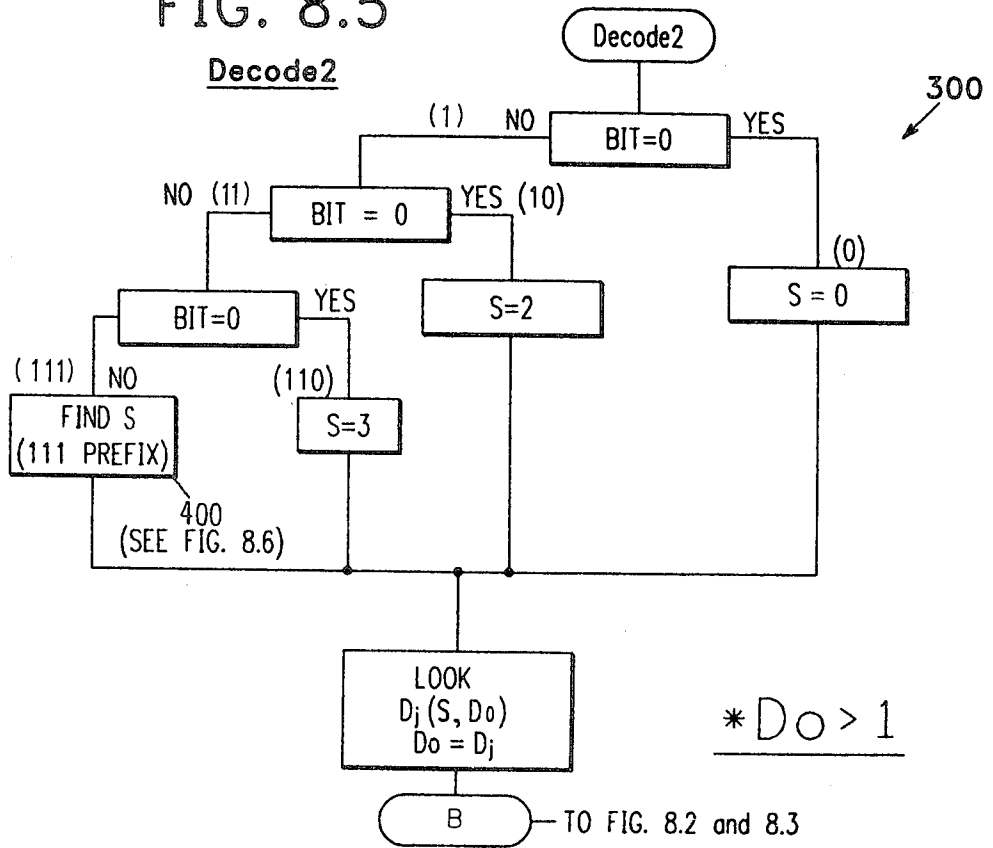 FIG. 8.5
Decode2
Decode2
300
(1) NO
BIT=0
YES
NO (11)
BIT = 0
YES (10)
(0)
BIT=0
YES
S=2
S = 0
(111) NO
(110)
FIND S
(111 PREFIX)
S=3
400
(SEE FIG. 8.6)
LOOK
Dj (S, Do)
Do = Dj
*Do > 1
B
TO FIG. 8.2 and 8.3